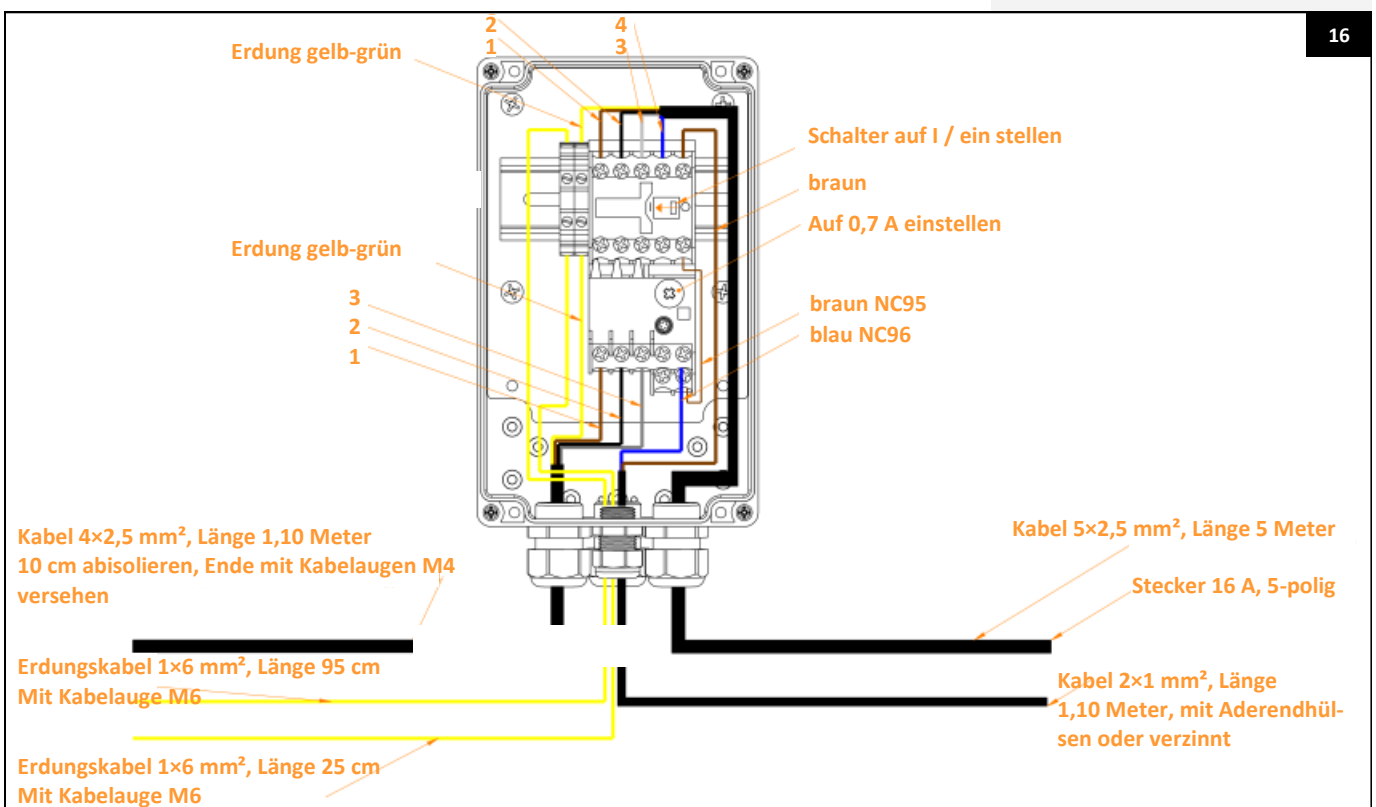 16
2
1
4
3
Erdung gelb-grün
Schalter auf I / ein stellen
braun
Auf 0,7 A einstellen
Erdung gelb-grün
3
2
1
braun NC95
blau NC96
Kabel 4×2,5 mm², Länge 1,10 Meter
10 cm abisolieren, Ende mit Kabelaugen M4
versehen
Kabel 5×2,5 mm², Länge 5 Meter
Stecker 16 A, 5-polig
Erdungskabel 1×6 mm², Länge 95 cm
Mit Kabelauge M6
Kabel 2×1 mm², Länge
1,10 Meter, mit Aderendhül-
sen oder verzinnt
Erdungskabel 1×6 mm², Länge 25 cm
Mit Kabelauge M6